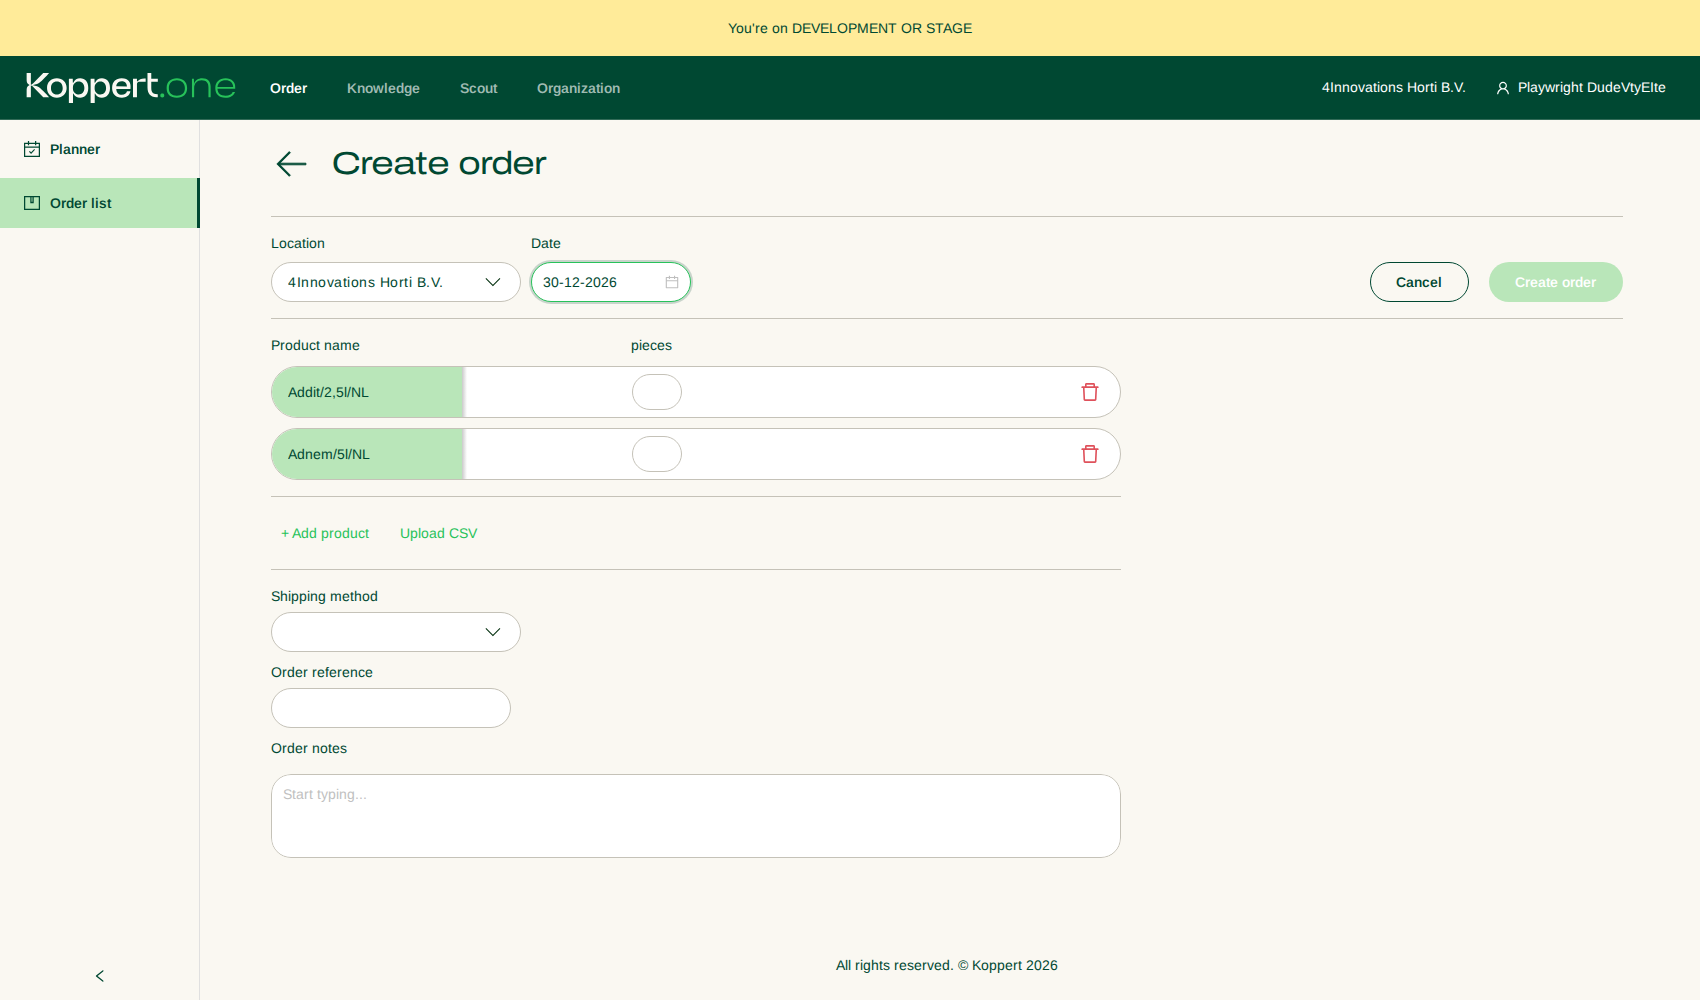 You're on DEVELOPMENT OR STAGE
Koppert.one
Order
Knowledge
Scout
Organization
4Innovations Horti B.V.
Playwright DudeVtyEIte
Planner
Order list
Create order
Location
Date
4Innovations Horti B.V.
30-12-2026
Cancel
Create order
Product name
pieces
Addit/2,5l/NL
Adnem/5l/NL
+ Add product
Upload CSV
Shipping method
Order reference
Order notes
Start typing...
All rights reserved. © Koppert 2026